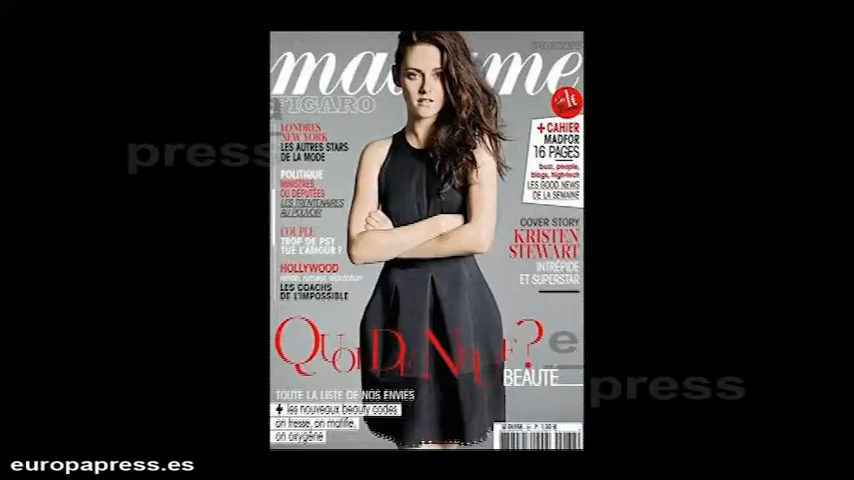 madame
FIGARO
LONDRES
NEW YORK
LES AUTRES STARS
DE LA MODE
POLITIQUE
MINISTRES
OU DÉPUTÉES
LES TRENTENAIRES
AU POUVOIR
COUPLE
TROP DE PSY
TUE L'AMOUR ?
HOLLYWOOD
LES COACHS
DE L'IMPOSSIBLE
1€
+ CAHIER
MADFOR
16 PAGES
buzz, people,
blogs, high-tech
LES GOOD NEWS
DE LA SEMAINE
COVER STORY
KRISTEN
STEWART
INTRÉPIDE
ET SUPERSTAR
QUOI DE NEUF ?
BEAUTÉ
TOUTE LA LISTE DE NOS ENVIES
+ les nouveaux beauty codes
on tresse, on matifie,
on oxygène
press
e
press
europapress.es